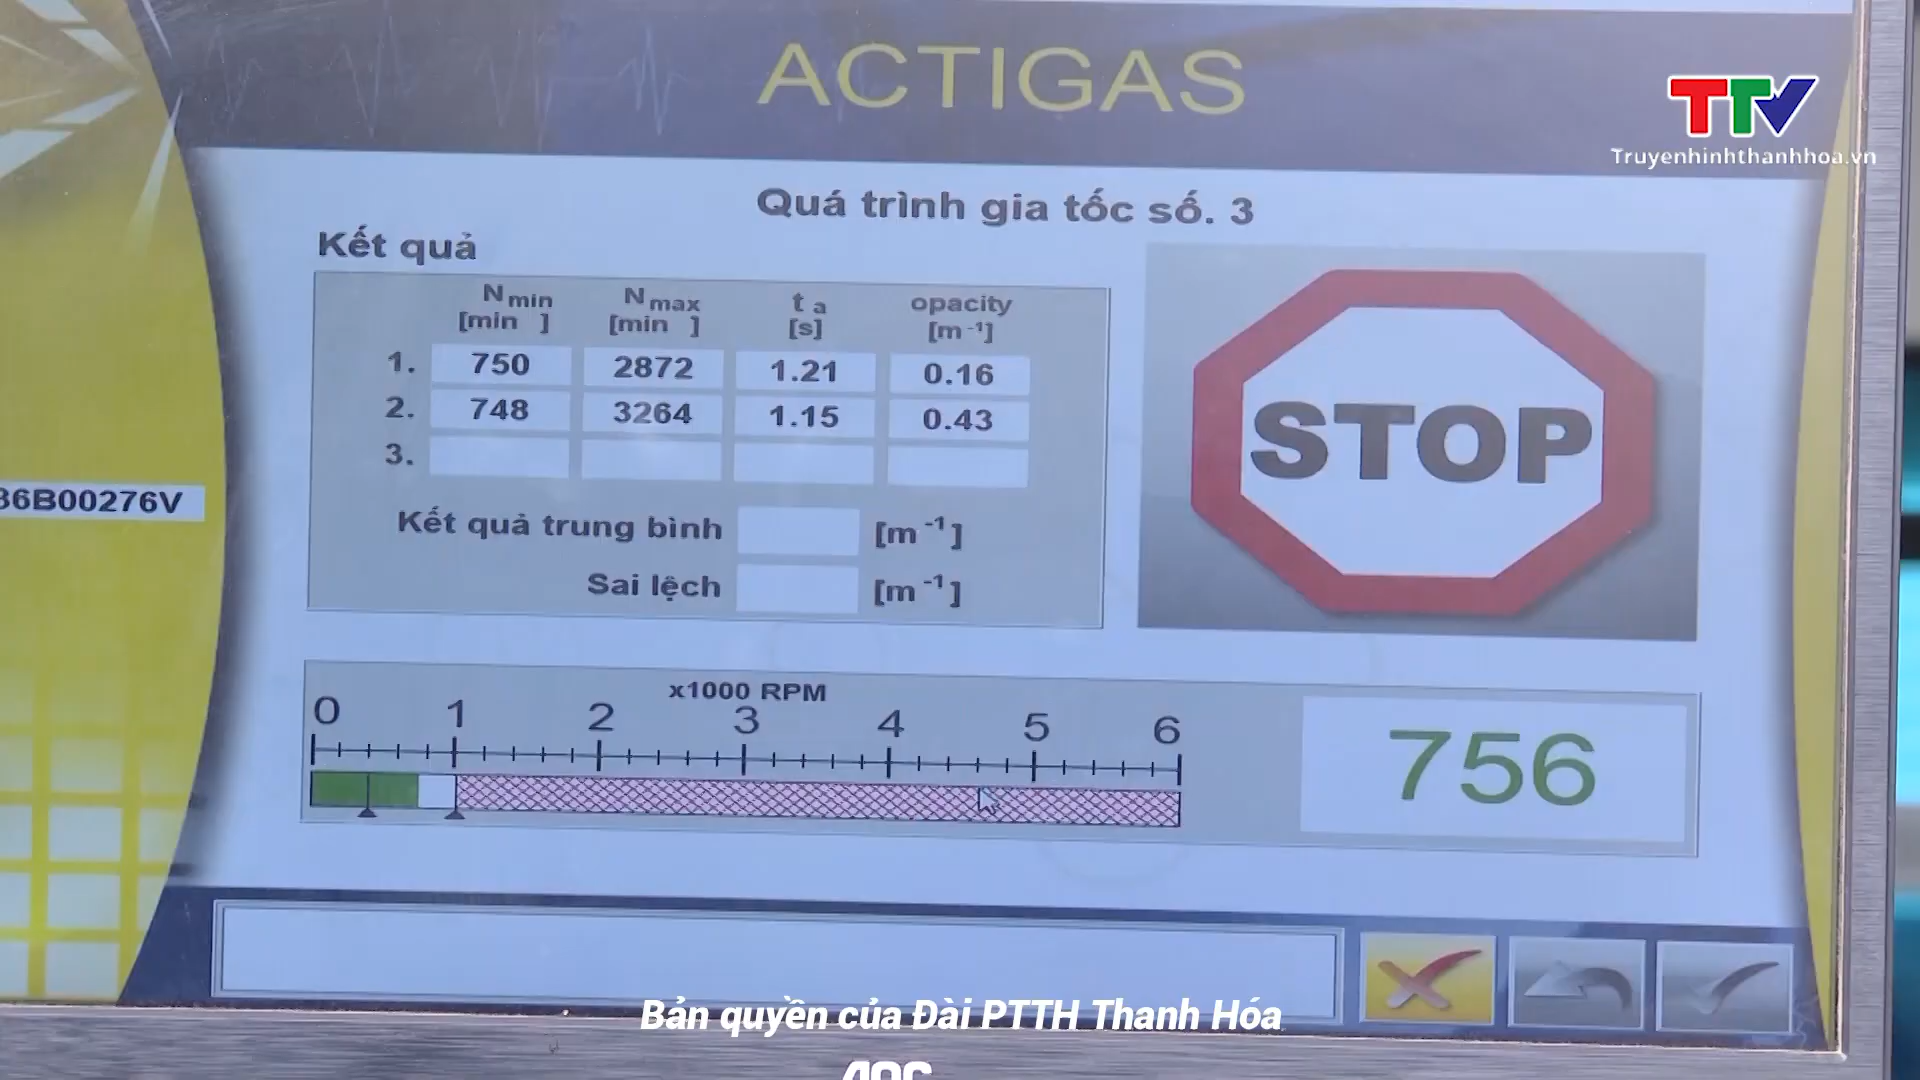 ACTIGAS
TTV
Truyenhinhthanhhoa.vn
Quá trình gia tốc số. 3
Kết quả
N min N max t a opacity
[min ] [min ] [s] [m -1]
1. 750 2872 1.21 0.16
2. 748 3264 1.15 0.43
3.
STOP
36B00276V
Kết quả trung bình [m -1]
Sai lệch [m -1]
x1000 RPM
0 1 2 3 4 5 6
756
Bản quyền của Đài PTTH Thanh Hóa
AOC